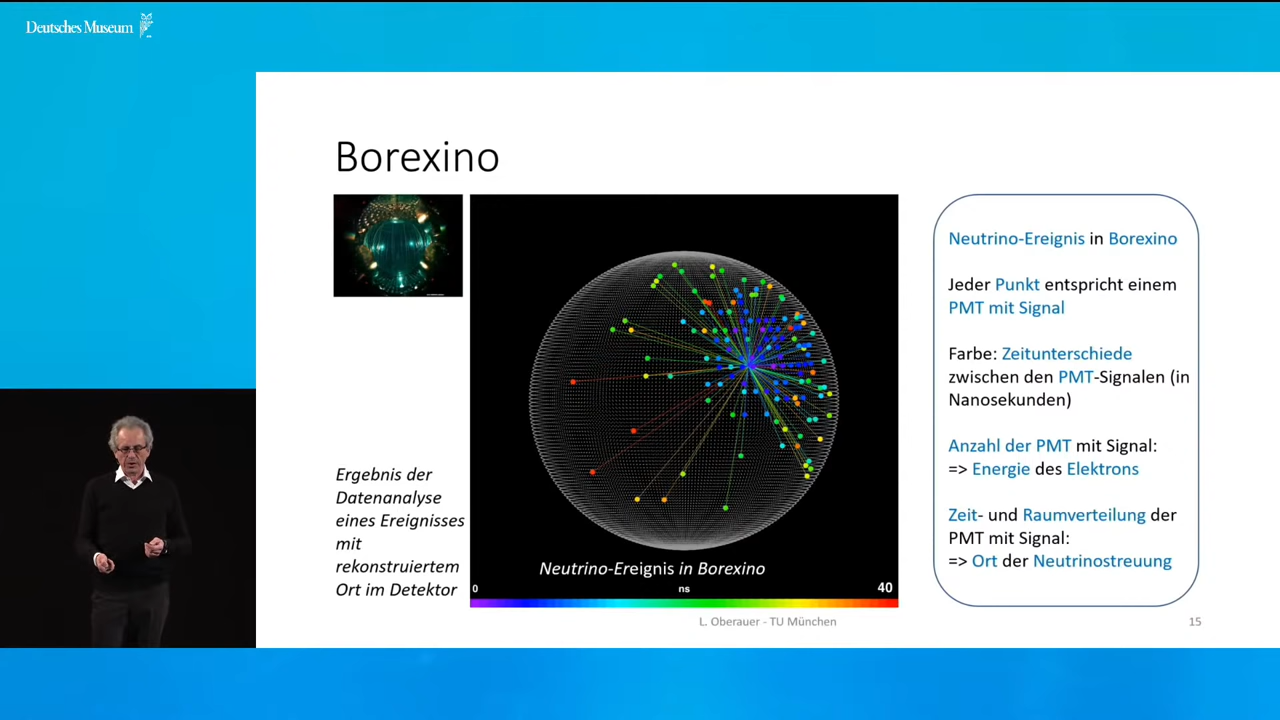 Deutsches Museum
Borexino
Ergebnis der
Datenanalyse
eines Ereignisses
mit
rekonstruiertem
Ort im Detektor
Neutrino-Ereignis in Borexino
0
ns
40
Neutrino-Ereignis in Borexino
Jeder Punkt entspricht einem
PMT mit Signal
Farbe: Zeitunterschiede
zwischen den PMT-Signalen (in
Nanosekunden)
Anzahl der PMT mit Signal:
=> Energie des Elektrons
Zeit- und Raumverteilung der
PMT mit Signal:
=> Ort der Neutrinostreuung
L. Oberauer - TU München
15